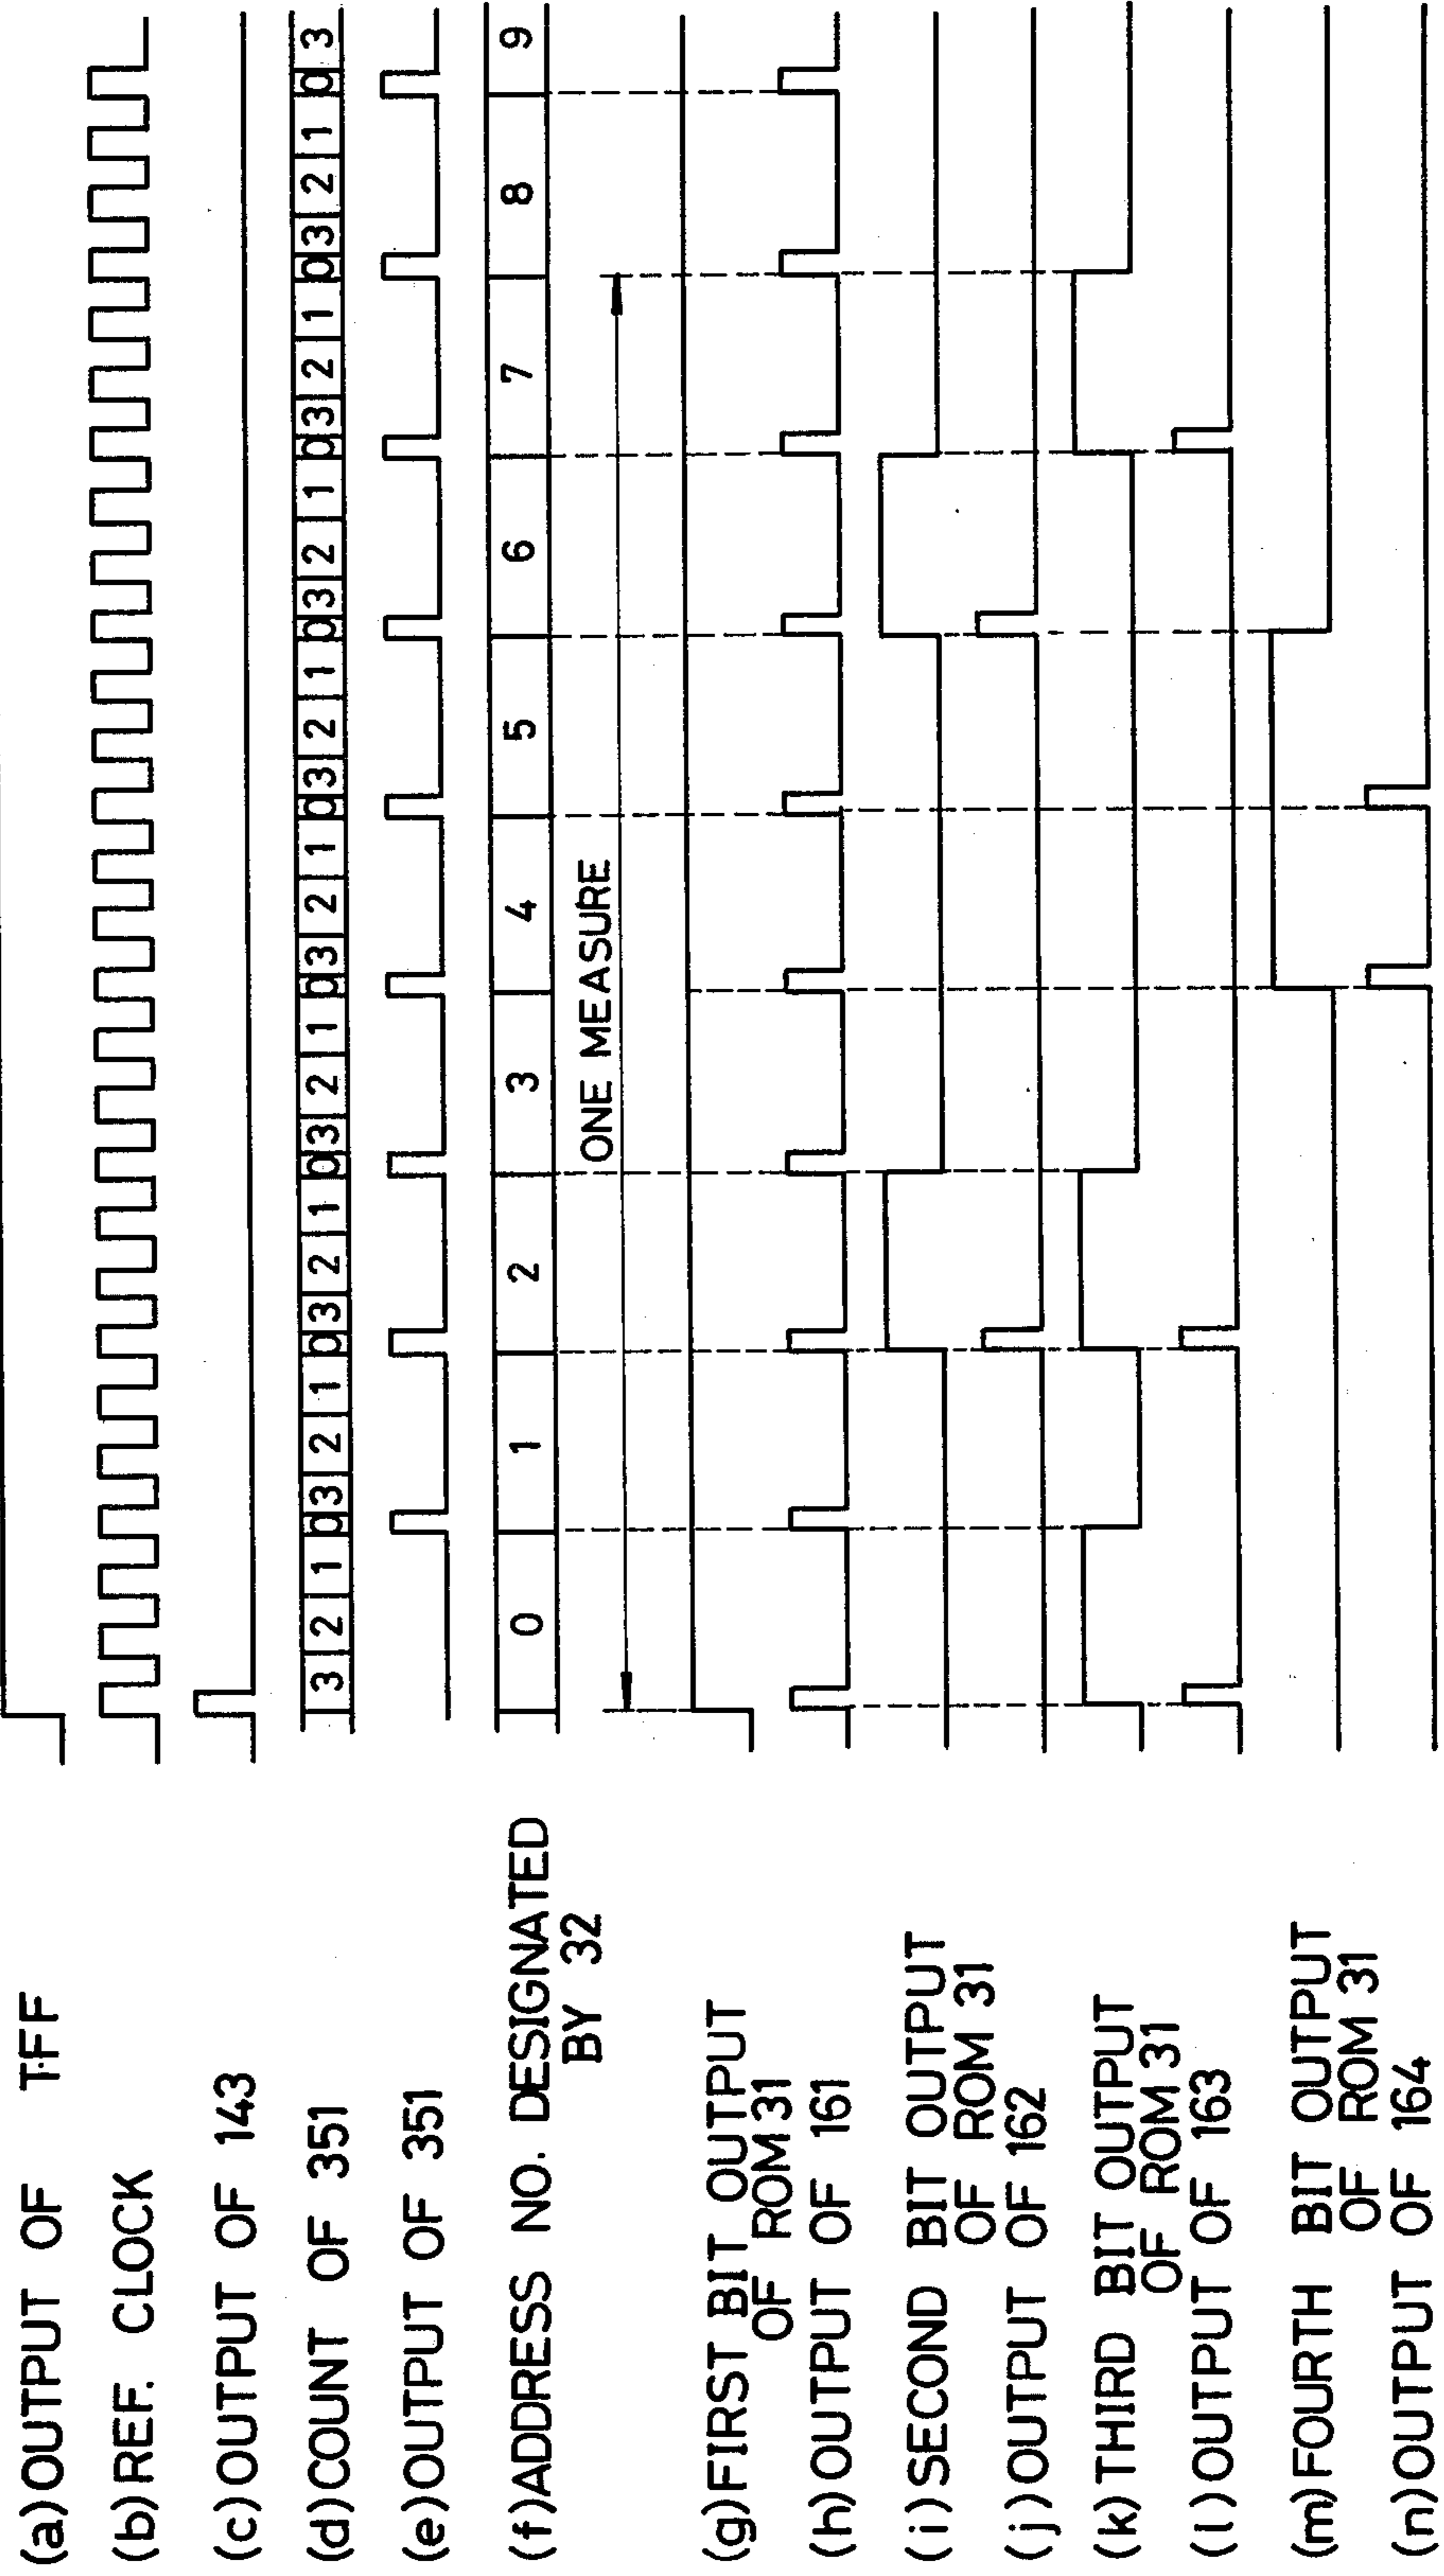 (a) OUTPUT OF T-FF
(b) REF. CLOCK
(c) OUTPUT OF 143
(d) COUNT OF 351
3 2 1 0 3 2 1 0 3 2 1 0 3 2 1 0 3 2 1 0 3 2 1 0 3 2 1 0 3 2 1 0 3 2 1 0 3
(e) OUTPUT OF 351
(f) ADDRESS NO. DESIGNATED
BY 32
0 1 2 3 4 5 6 7 8 9
ONE MEASURE
(g) FIRST BIT OUTPUT
OF ROM 31
(h) OUTPUT OF 161
(i) SECOND BIT OUTPUT
OF ROM 31
(j) OUTPUT OF 162
(k) THIRD BIT OUTPUT
OF ROM 31
(l) OUTPUT OF 163
(m) FOURTH BIT OUTPUT
OF ROM 31
(n) OUTPUT OF 164